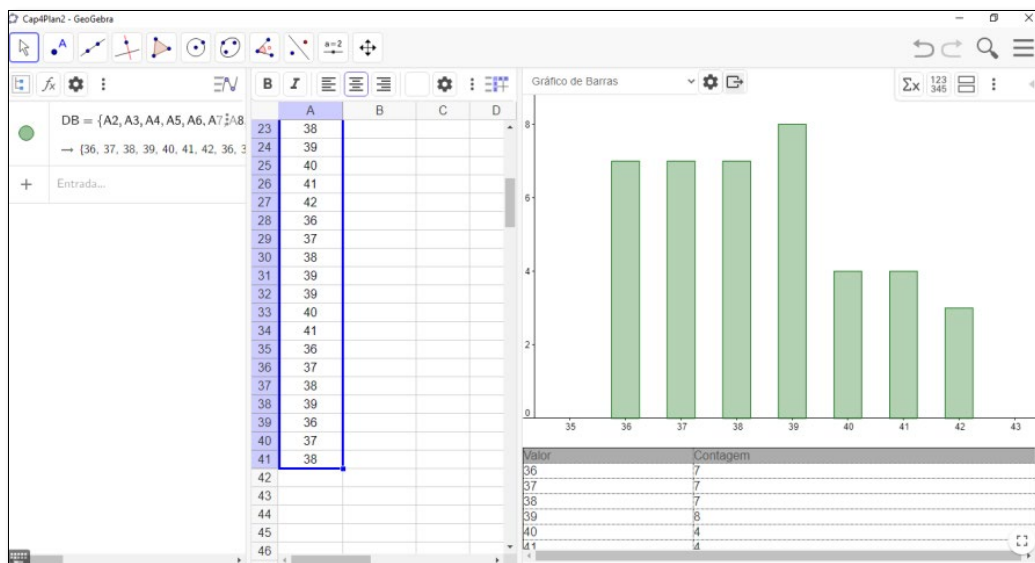 Cap4Plan2 - GeoGebra
A
a=2
fx
B I
Gráfico de Barras
Σx 123 345
DB = {A2, A3, A4, A5, A6, A7, A8
→ {36, 37, 38, 39, 40, 41, 42, 36, 3
+ Entrada...
A B C D
23 38
24 39
25 40
26 41
27 42
28 36
29 37
30 38
31 39
32 39
33 40
34 41
35 36
36 37
37 38
38 39
39 36
40 37
41 38
42
43
44
45
46
8
6
4
2
0
35 36 37 38 39 40 41 42 43
Valor Contagem
36 7
37 7
38 7
39 8
40 4
41 4